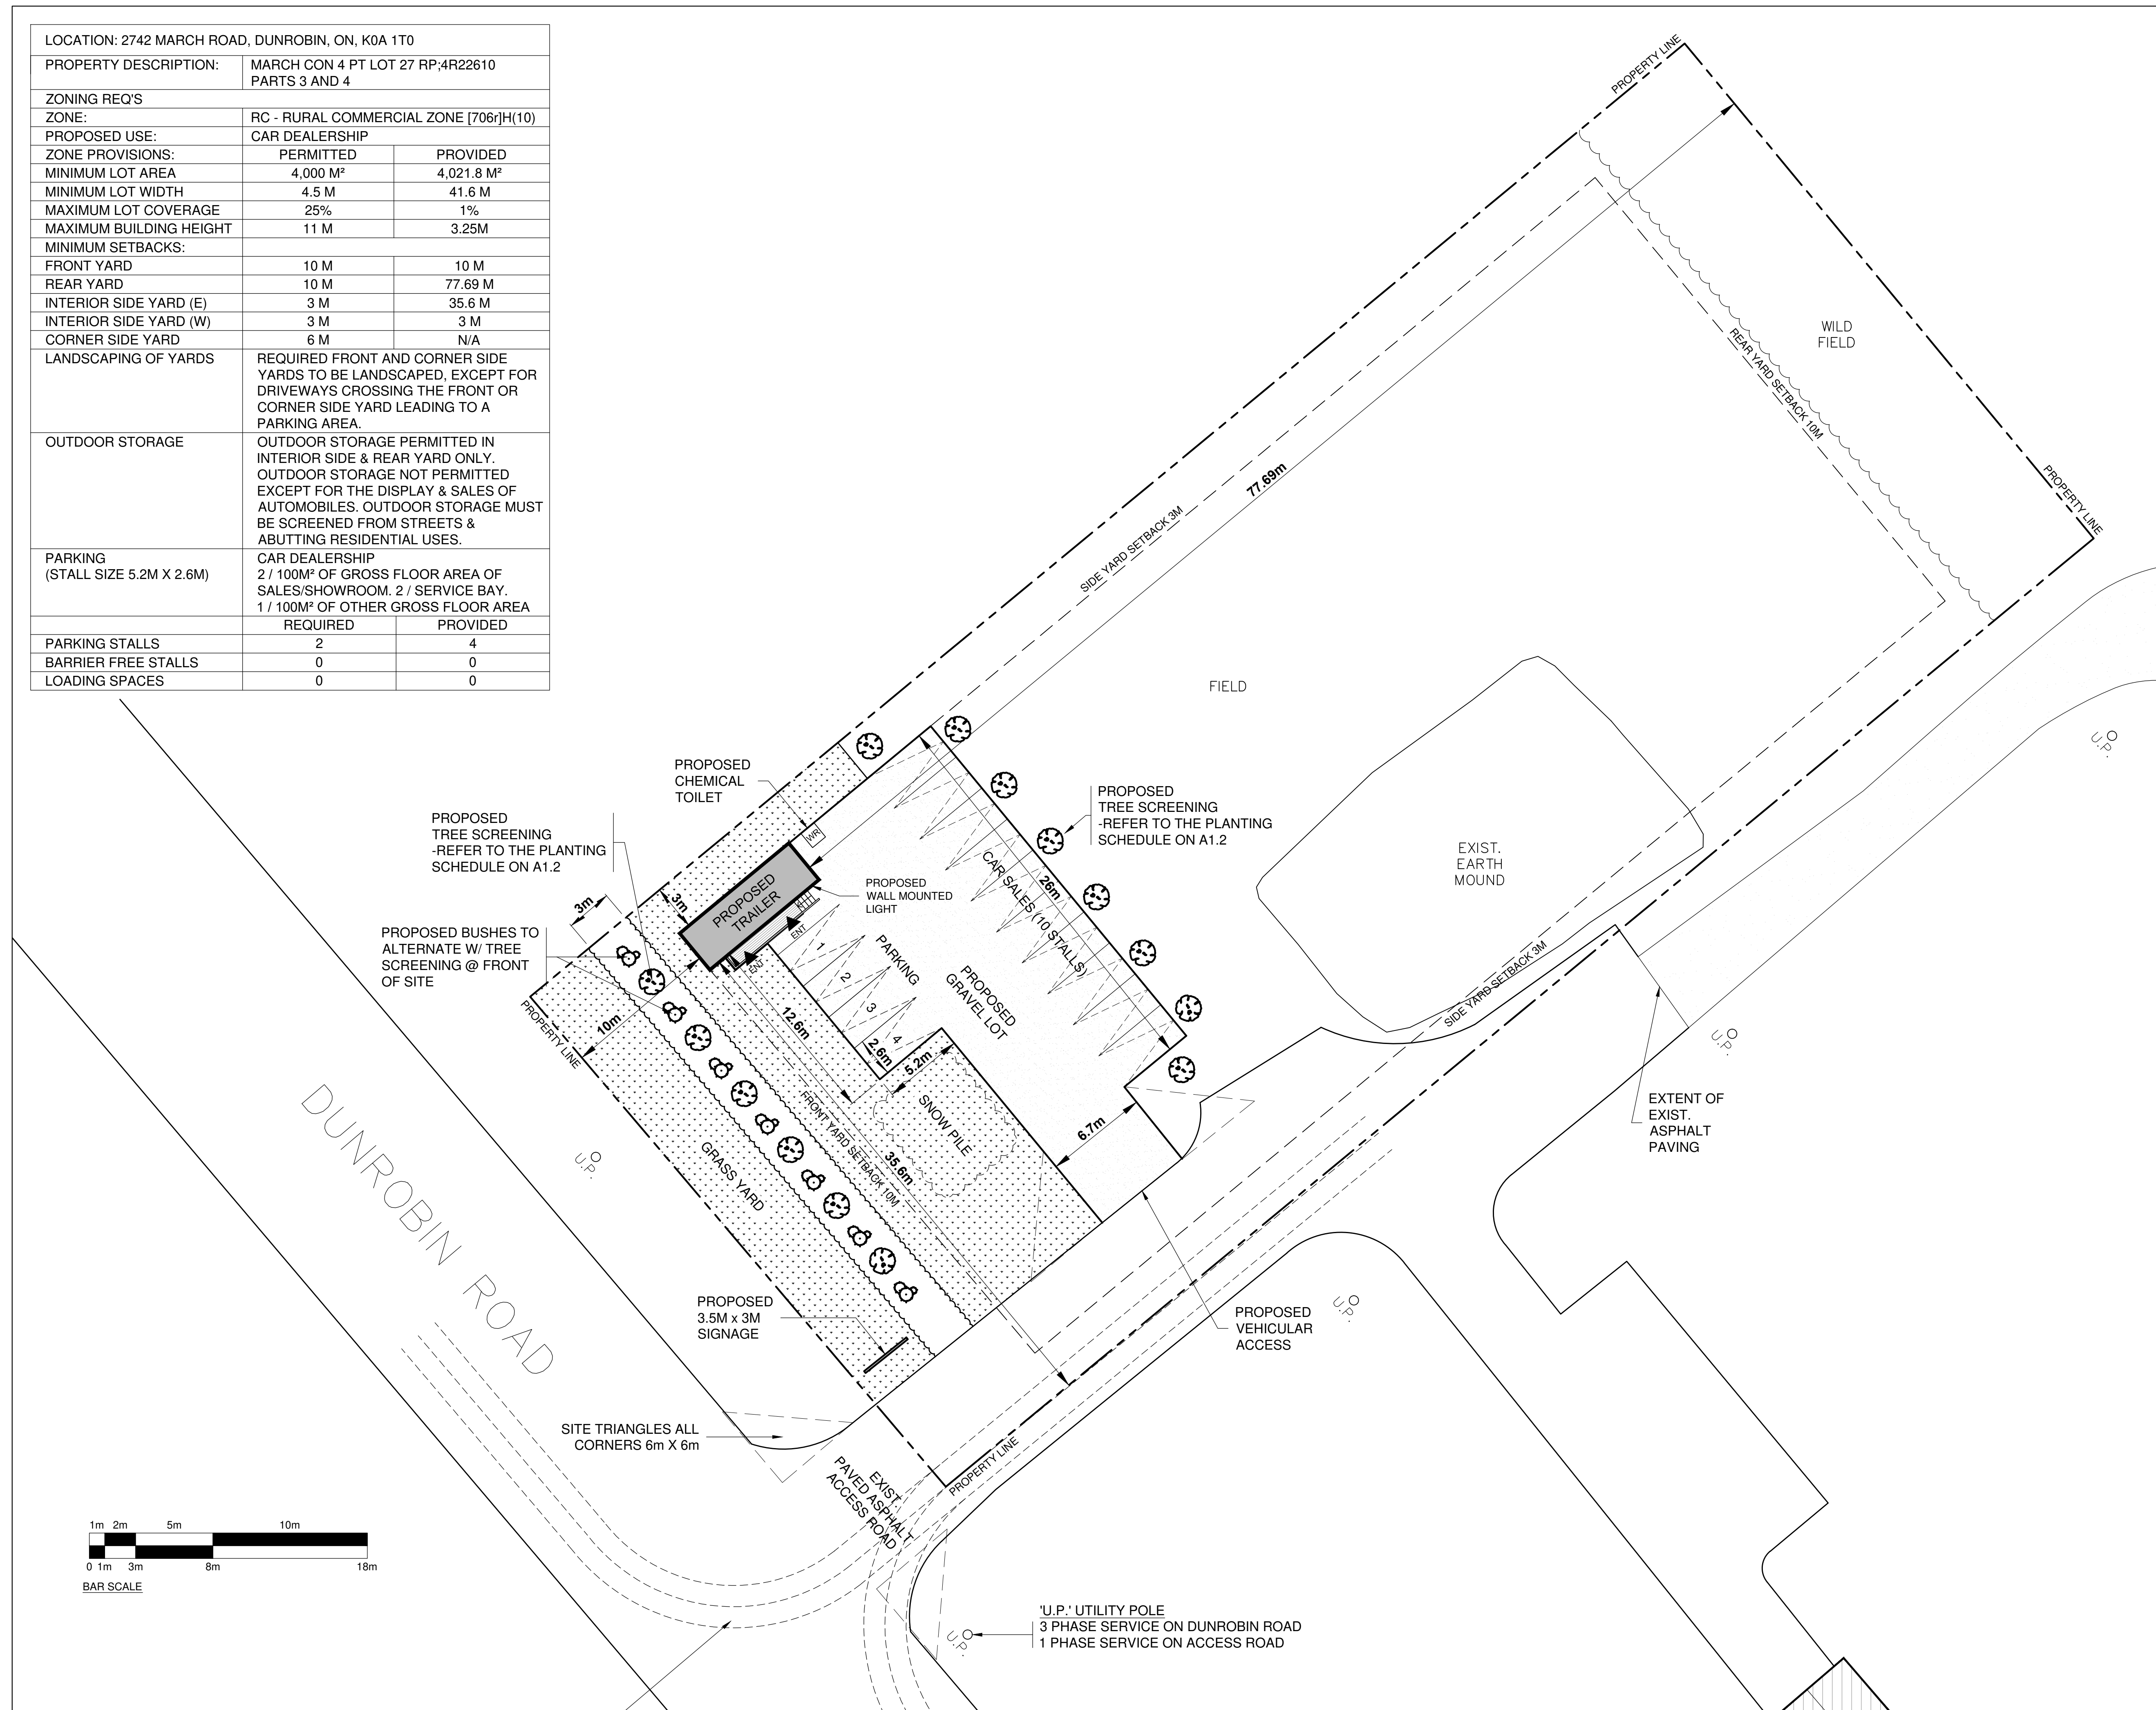 LOCATION: 2742 MARCH ROAD, DUNROBIN, ON, K0A 1T0
PROPERTY DESCRIPTION: MARCH CON 4 PT LOT 27 RP;4R22610
PARTS 3 AND 4
ZONING REQ'S
ZONE: RC - RURAL COMMERCIAL ZONE [706r]H(10)
PROPOSED USE: CAR DEALERSHIP
ZONE PROVISIONS: PERMITTED PROVIDED
MINIMUM LOT AREA 4,000 M² 4,021.8 M²
MINIMUM LOT WIDTH 4.5 M 41.6 M
MAXIMUM LOT COVERAGE 25% 1%
MAXIMUM BUILDING HEIGHT 11 M 3.25M
MINIMUM SETBACKS:
FRONT YARD 10 M 10 M
REAR YARD 10 M 77.69 M
INTERIOR SIDE YARD (E) 3 M 35.6 M
INTERIOR SIDE YARD (W) 3 M 3 M
CORNER SIDE YARD 6 M N/A
LANDSCAPING OF YARDS REQUIRED FRONT AND CORNER SIDE
YARDS TO BE LANDSCAPED, EXCEPT FOR
DRIVEWAYS CROSSING THE FRONT OR
CORNER SIDE YARD LEADING TO A
PARKING AREA.
OUTDOOR STORAGE OUTDOOR STORAGE PERMITTED IN
INTERIOR SIDE & REAR YARD ONLY.
OUTDOOR STORAGE NOT PERMITTED
EXCEPT FOR THE DISPLAY & SALES OF
AUTOMOBILES. OUTDOOR STORAGE MUST
BE SCREENED FROM STREETS &
ABUTTING RESIDENTIAL USES.
PARKING CAR DEALERSHIP
(STALL SIZE 5.2M X 2.6M) 2 / 100M² OF GROSS FLOOR AREA OF
SALES/SHOWROOM. 2 / SERVICE BAY.
1 / 100M² OF OTHER GROSS FLOOR AREA
REQUIRED PROVIDED
PARKING STALLS 2 4
BARRIER FREE STALLS 0 0
LOADING SPACES 0 0
PROPERTY LINE
WILD
FIELD
REAR YARD SETBACK 10M
PROPERTY LINE
77.69m
SIDE YARD SETBACK 3M
FIELD
U.P.
PROPOSED
CHEMICAL
TOILET
WR
PROPOSED
TREE SCREENING
-REFER TO THE PLANTING
SCHEDULE ON A1.2
PROPOSED
TREE SCREENING
-REFER TO THE PLANTING
SCHEDULE ON A1.2
EXIST.
EARTH
MOUND
CAR SALES (10 STALLS)
26m
PROPOSED
WALL MOUNTED
LIGHT
PROPOSED
TRAILER
3m
3m
ENT
ENT
PROPOSED BUSHES TO
ALTERNATE W/ TREE
SCREENING @ FRONT
OF SITE
1
2
3
4
PARKING
PROPOSED
GRAVEL LOT
SIDE YARD SETBACK 3M
PROPERTY LINE
10m
12.6m
2.6m
5.2m
U.P.
SNOW PILE
FRONT YARD SETBACK 10M
35.6m
6.7m
EXTENT OF
EXIST.
ASPHALT
PAVING
DUNROBIN ROAD
U.P.
GRASS YARD
PROPOSED
3.5M x 3M
SIGNAGE
PROPOSED
VEHICULAR
ACCESS
U.P.
SITE TRIANGLES ALL
CORNERS 6m X 6m
PROPERTY LINE
EXIST.
PAVED ASPHALT
ACCESS ROAD
1m 2m 5m 10m
0 1m 3m 8m 18m
BAR SCALE
'U.P.' UTILITY POLE
3 PHASE SERVICE ON DUNROBIN ROAD
1 PHASE SERVICE ON ACCESS ROAD
U.P.